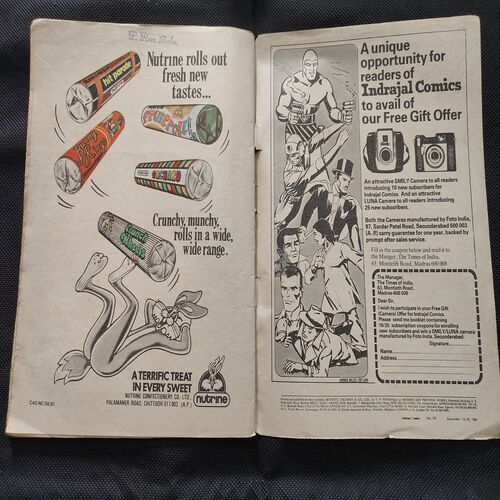 P. Ram Babu.
Nutrine rolls out
fresh new
tastes...
hit parade
Crunchy, munchy,
rolls in a wide,
wide range.
A TERRIFIC TREAT
IN EVERY SWEET
NUTRINE CONFECTIONERY CO. LTD.
PALAMANER ROAD, CHITTOOR-517 002. (A.P.)
nutrine
A unique
opportunity for
readers of
Indrajal Comics
to avail of
our Free Gift Offer
An attractive SMILY Camera to all readers
introducing 10 new subscribers for
Indrajal Comics. And an attractive
LUNA Camera to all readers introducing
25 new subscribers.
Both the Cameras manufactured by Foto India,
97, Sardar Patel Road, Secunderabad 500 003
(A.P.) carry guarantee for one year, backed by
prompt after sales service.
Fill in the coupon below and mail it to
the Manger, The Times of India,
63, Monteith Road, Madras 600 008
The Manager,
The Times of India,
63, Monteith Road,
Madras-600 008
Dear Sir,
I wish to participate in your Free Gift
(Camera) Offer for Indrajal Comics.
Please send me booklet containing
10/25 subscription coupons for enrolling
new subscribers and win a SMILY/LUNA camera
manufactured by Foto India, Secunderabad.
Signature
Name
Address
Indrajal Comics